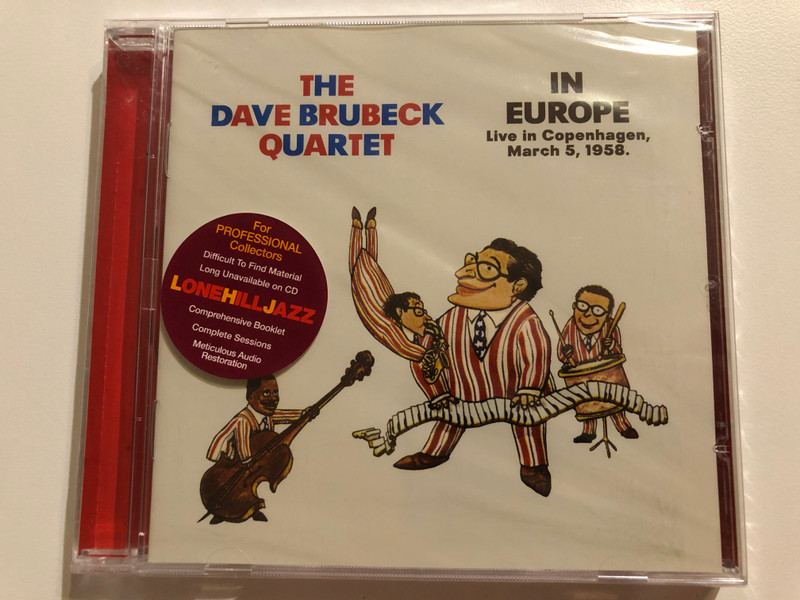 THE
DAVE BRUBECK
QUARTET
IN
EUROPE
Live in Copenhagen,
March 5, 1958.
For
PROFESSIONAL
Collectors
Difficult To Find Material
Long Unavailable on CD
LONEHILLJAZZ
Comprehensive Booklet
Complete Sessions
Meticulous Audio
Restoration